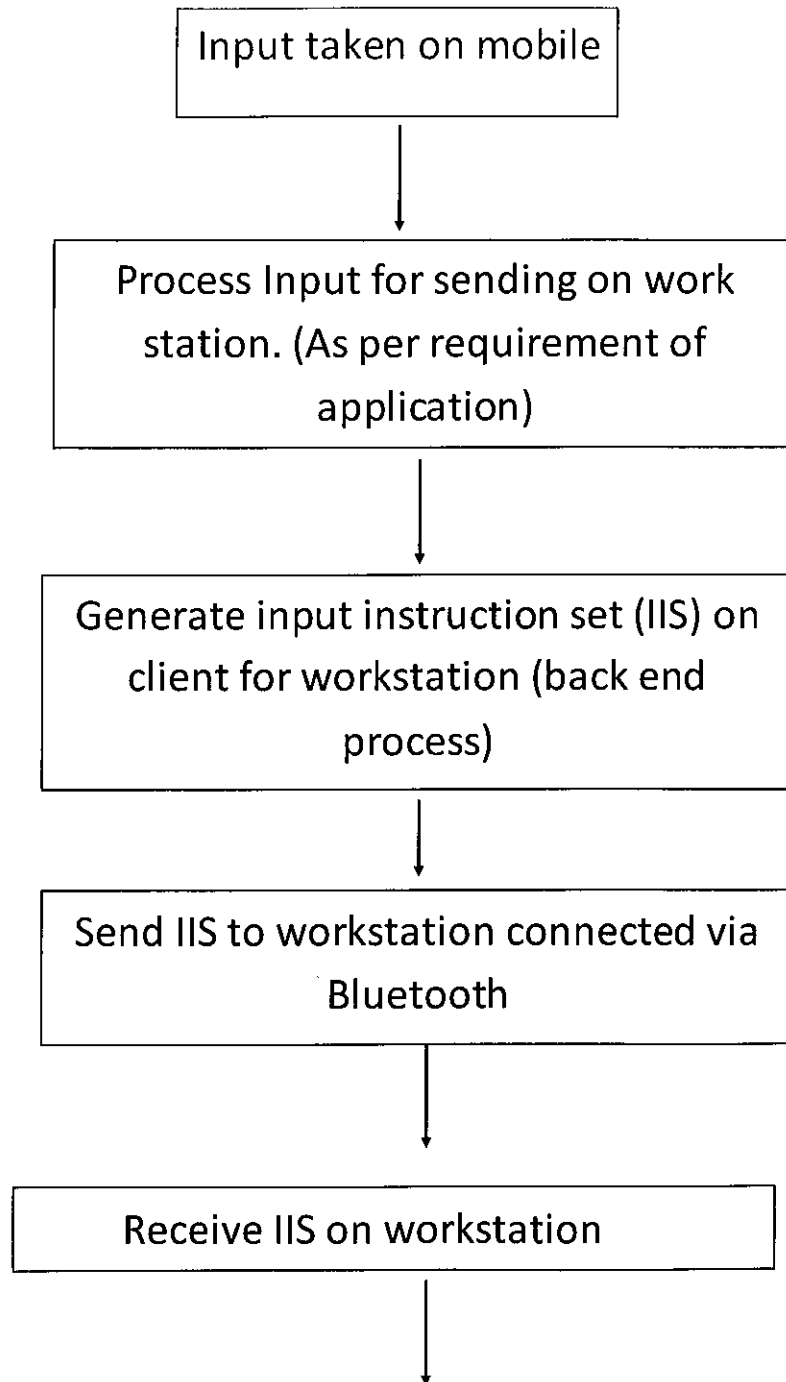 Input taken on mobile
Process Input for sending on work
station. (As per requirement of
application)
Generate input instruction set (IIS) on
client for workstation (back end
process)
Send IIS to workstation connected via
Bluetooth
Receive IIS on workstation